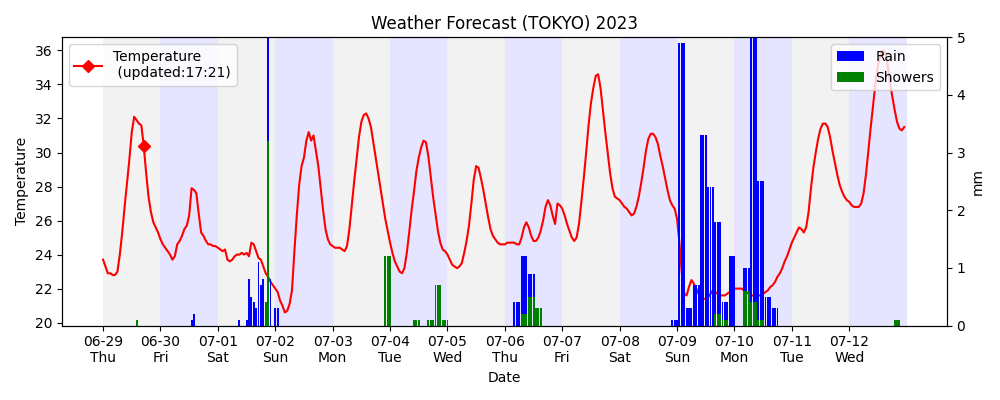 Weather Forecast (TOKYO) 2023
Temperature
(updated:17:21)
Rain
Showers
Temperature
36
34
32
30
28
26
24
22
20
5
4
3
2
1
0
mm
06-29 06-30 07-01 07-02 07-03 07-04 07-05 07-06 07-07 07-08 07-09 07-10 07-11 07-12
Thu Fri Sat Sun Mon Tue Wed Thu Fri Sat Sun Mon Tue Wed
Date